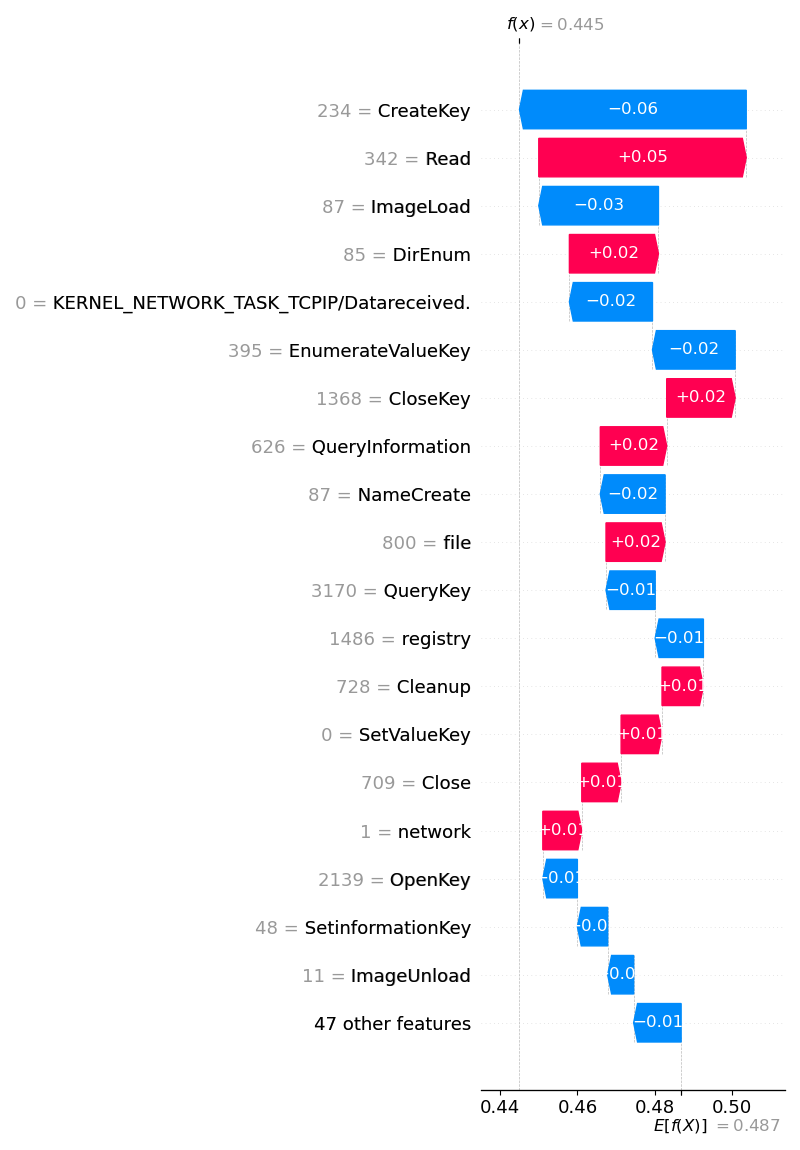 f(x) = 0.445
234 = CreateKey −0.06
342 = Read +0.05
87 = ImageLoad −0.03
85 = DirEnum +0.02
0 = KERNEL_NETWORK_TASK_TCPIP/Datareceived. −0.02
395 = EnumerateValueKey −0.02
1368 = CloseKey +0.02
626 = QueryInformation +0.02
87 = NameCreate −0.02
800 = file +0.02
3170 = QueryKey −0.01
1486 = registry −0.01
728 = Cleanup +0.01
0 = SetValueKey +0.01
709 = Close +0.01
1 = network +0.01
2139 = OpenKey −0.01
48 = SetinformationKey
11 = ImageUnload
47 other features −0.01
0.44 0.46 0.48 0.50
E[f(X)] = 0.487